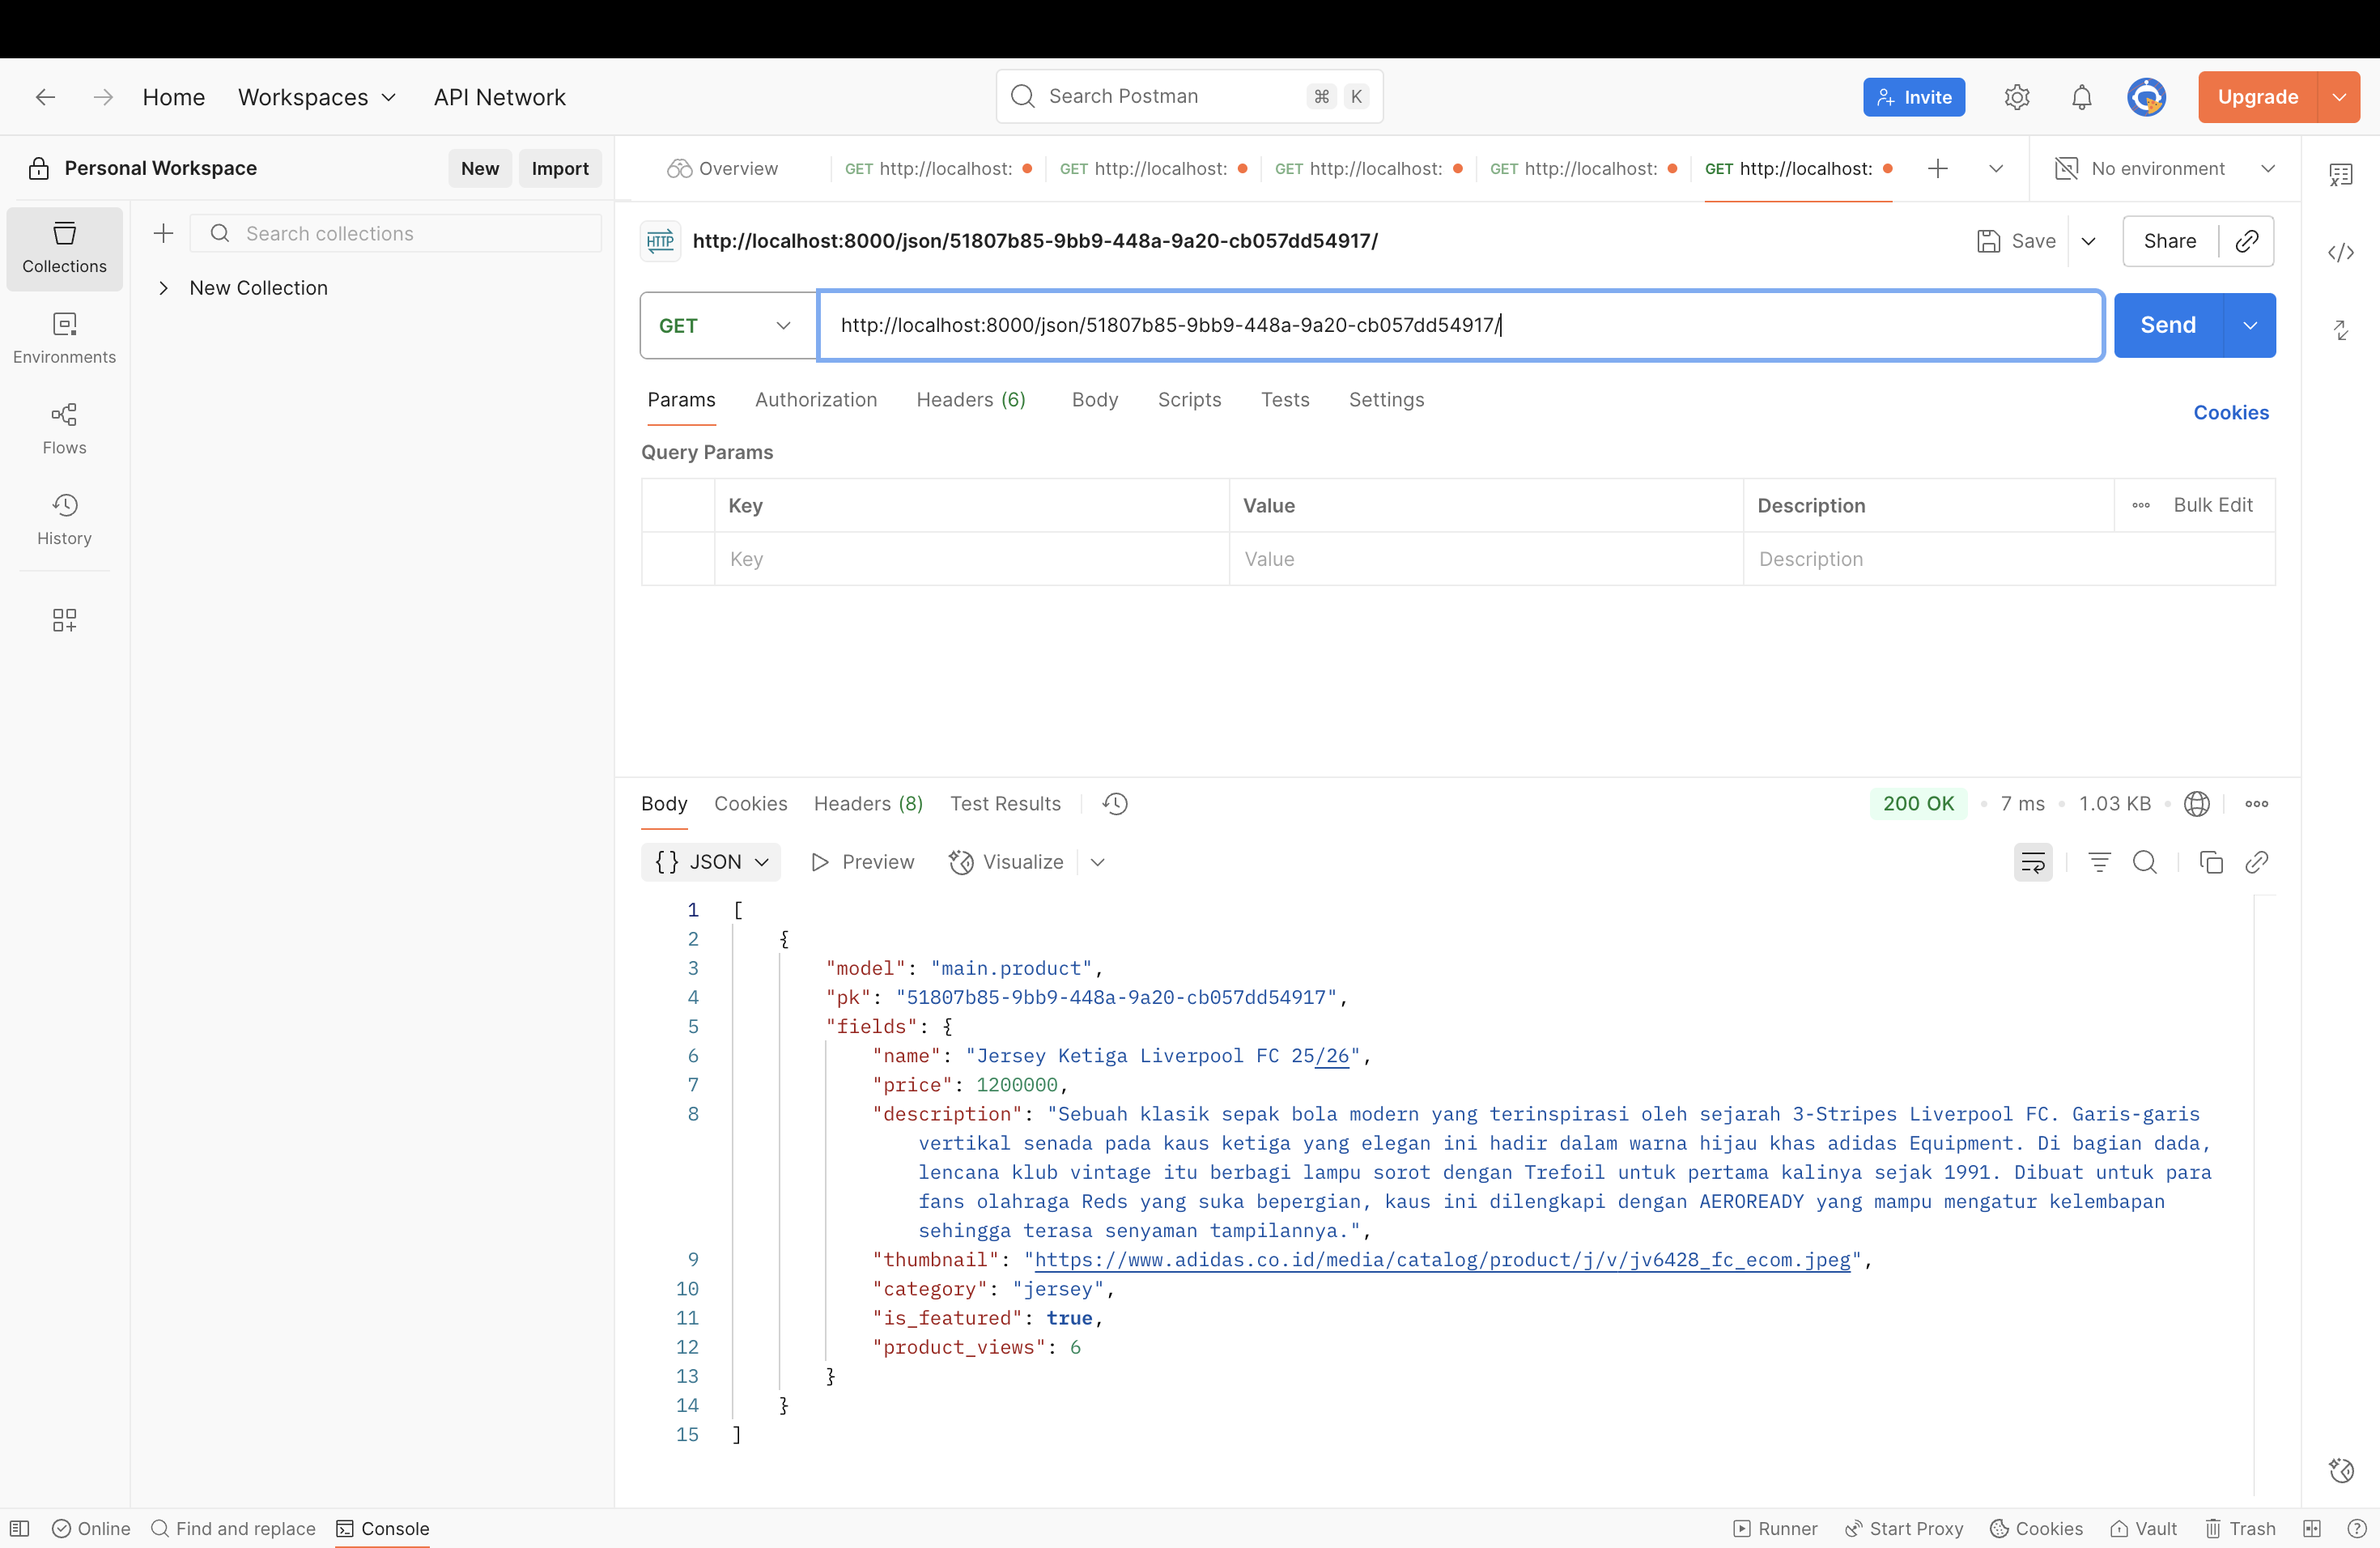 Home Workspaces API Network Search Postman ⌘ K Invite Upgrade
Personal Workspace New Import Overview GET http://localhost: GET http://localhost: GET http://localhost: GET http://localhost: GET http://localhost: No environment
Collections
Environments
Flows
History
Search collections
New Collection
HTTP http://localhost:8000/json/51807b85-9bb9-448a-9a20-cb057dd54917/ Save Share
GET http://localhost:8000/json/51807b85-9bb9-448a-9a20-cb057dd54917/ Send
Params Authorization Headers (6) Body Scripts Tests Settings Cookies
Query Params
Key Value Description Bulk Edit
Key Value Description
Body Cookies Headers (8) Test Results 200 OK 7 ms 1.03 KB
{} JSON Preview Visualize
1 [
2 {
3 "model": "main.product",
4 "pk": "51807b85-9bb9-448a-9a20-cb057dd54917",
5 "fields": {
6 "name": "Jersey Ketiga Liverpool FC 25/26",
7 "price": 1200000,
8 "description": "Sebuah klasik sepak bola modern yang terinspirasi oleh sejarah 3-Stripes Liverpool FC. Garis-garis
vertikal senada pada kaus ketiga yang elegan ini hadir dalam warna hijau khas adidas Equipment. Di bagian dada,
lencana klub vintage itu berbagi lampu sorot dengan Trefoil untuk pertama kalinya sejak 1991. Dibuat untuk para
fans olahraga Reds yang suka bepergian, kaus ini dilengkapi dengan AEROREADY yang mampu mengatur kelembapan
sehingga terasa senyaman tampilannya.",
9 "thumbnail": "https://www.adidas.co.id/media/catalog/product/j/v/jv6428_fc_ecom.jpeg",
10 "category": "jersey",
11 "is_featured": true,
12 "product_views": 6
13 }
14 }
15 ]
Online Find and replace Console Runner Start Proxy Cookies Vault Trash